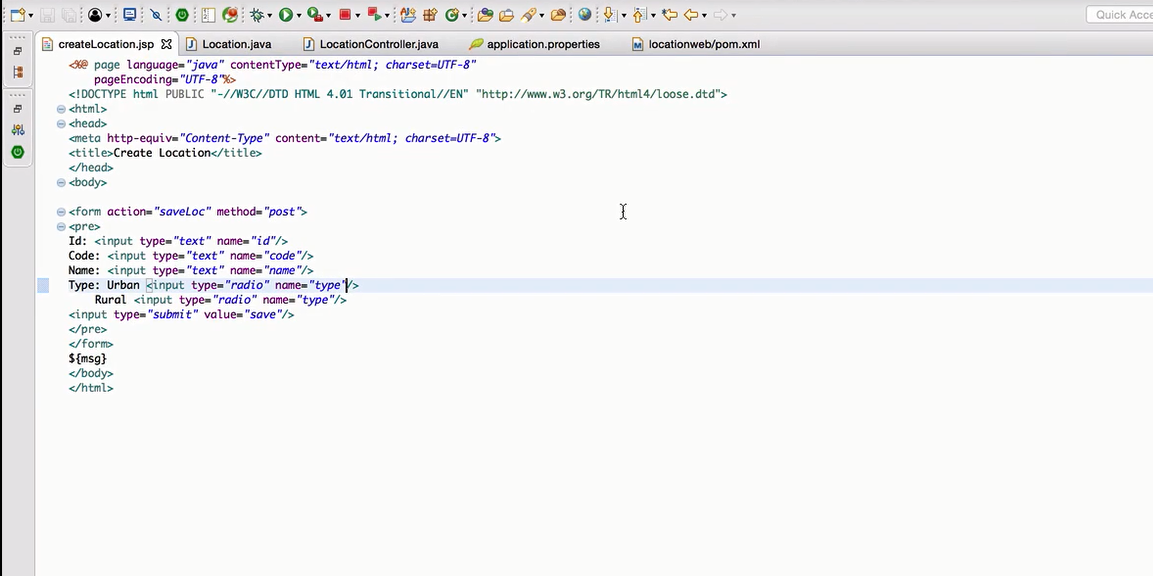 Quick Acce
createLocation.jsp
Location.java
LocationController.java
application.properties
locationweb/pom.xml
<%@ page language="java" contentType="text/html; charset=UTF-8"
    pageEncoding="UTF-8"%>
<!DOCTYPE html PUBLIC "-//W3C//DTD HTML 4.01 Transitional//EN" "http://www.w3.org/TR/html4/loose.dtd">
<html>
<head>
<meta http-equiv="Content-Type" content="text/html; charset=UTF-8">
<title>Create Location</title>
</head>
<body>
<form action="saveLoc" method="post">
<pre>
Id: <input type="text" name="id"/>
Code: <input type="text" name="code"/>
Name: <input type="text" name="name"/>
Type: Urban <input type="radio" name="type"/>
    Rural <input type="radio" name="type"/>
<input type="submit" value="save"/>
</pre>
</form>
${msg}
</body>
</html>